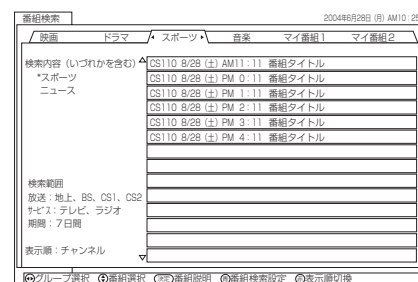 番組検索
2004年6月28日 (月) AM10:25
映画 ドラマ スポーツ 音楽 マイ番組1 マイ番組2
検索内容 (いづれかを含む)
*スポーツ
ニュース
CS110 8/28 (土) AM11:11 番組タイトル
CS110 8/28 (土) PM 0:11 番組タイトル
CS110 8/28 (土) PM 1:11 番組タイトル
CS110 8/28 (土) PM 2:11 番組タイトル
CS110 8/28 (土) PM 3:11 番組タイトル
CS110 8/28 (土) PM 4:11 番組タイトル
検索範囲
放送:地上、BS、CS1、CS2
サービス:テレビ、ラジオ
期間:7日間
表示順:チャンネル
グループ選択 番組選択 番組説明 番組検索設定 表示順切換